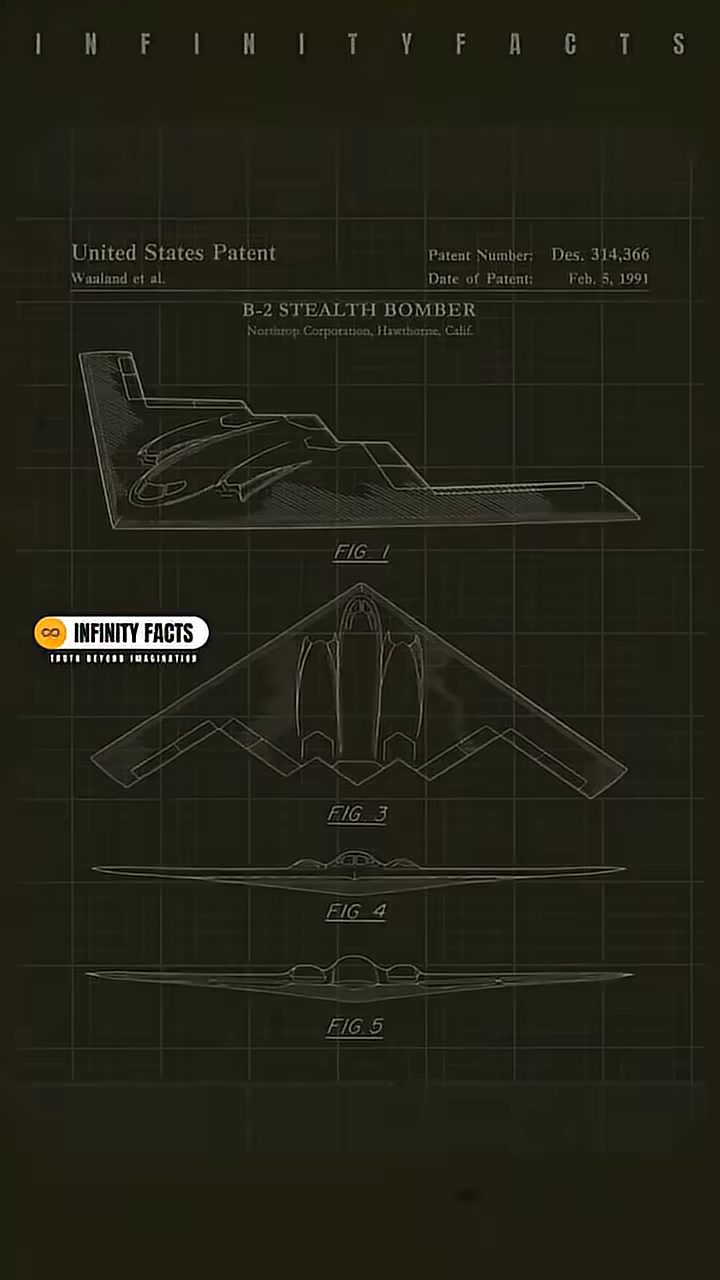 INFINITYFACTS
United States Patent
Waaland et al.
Patent Number: Des. 314,366
Date of Patent: Feb. 5, 1991
B-2 STEALTH BOMBER
Northrop Corporation, Hawthorne, Calif.
FIG. 1
INFINITY FACTS
TRUTH BEYOND IMAGINATION
FIG. 3
FIG. 4
FIG. 5